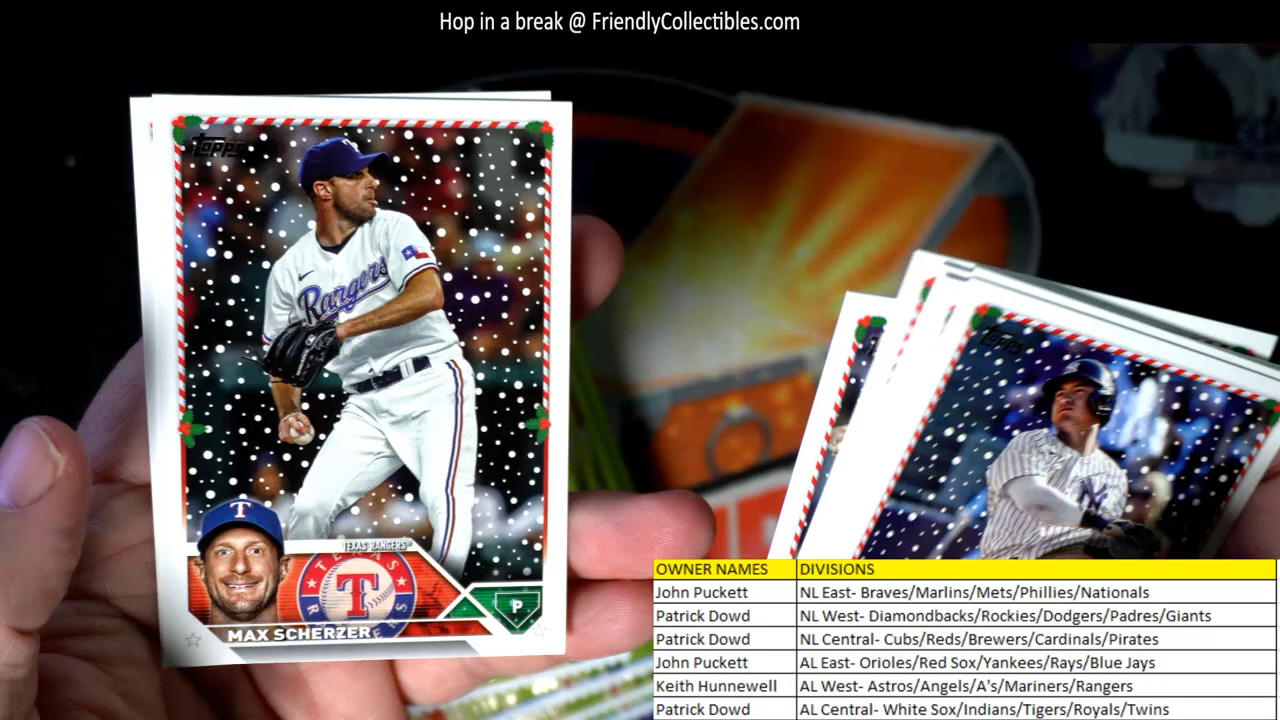 Hop in a break @ FriendlyCollectibles.com
Topps
Rangers
T
TEXAS RANGERS
T
P
MAX SCHERZER
Topps
OWNER NAMES DIVISIONS
John Puckett NL East- Braves/Marlins/Mets/Phillies/Nationals
Patrick Dowd NL West- Diamondbacks/Rockies/Dodgers/Padres/Giants
Patrick Dowd NL Central- Cubs/Reds/Brewers/Cardinals/Pirates
John Puckett AL East- Orioles/Red Sox/Yankees/Rays/Blue Jays
Keith Hunnewell AL West- Astros/Angels/A's/Mariners/Rangers
Patrick Dowd AL Central- White Sox/Indians/Tigers/Royals/Twins